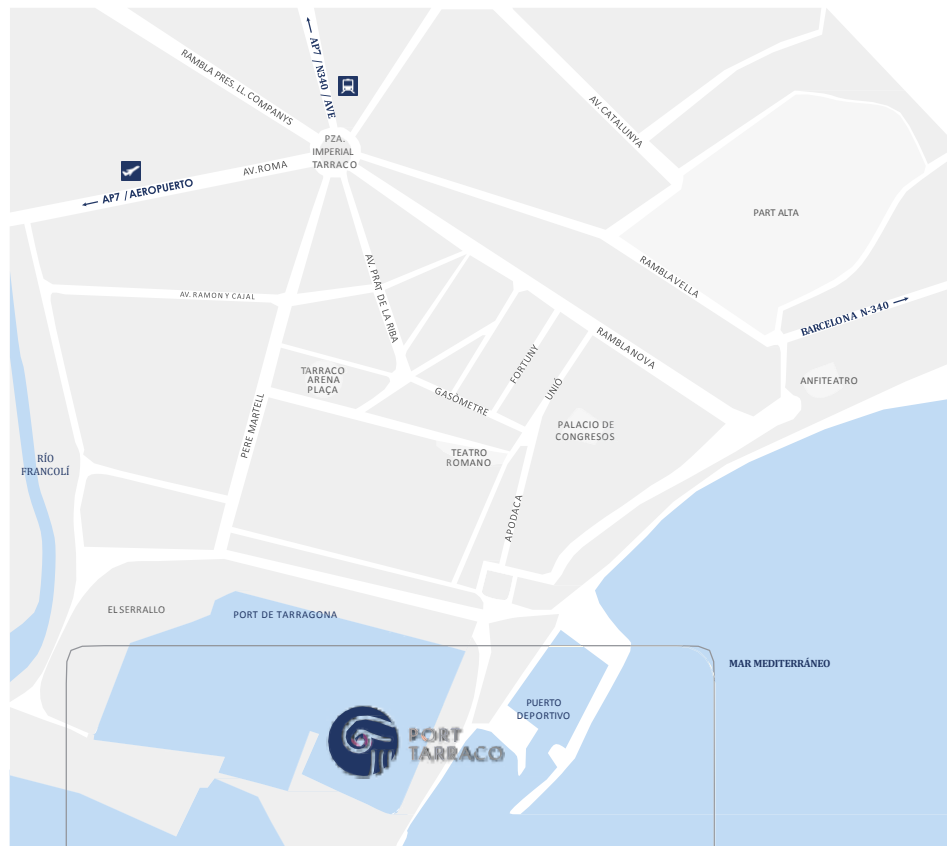 RAMBLA PRES. LL. COMPANYS
← AP7 / N340 / AVE
AV. CATALUNYA
PZA.
IMPERIAL
TARRACO
AV. ROMA
← AP7 / AEROPUERTO
PART ALTA
RAMBLA VELLA
AV. PRAT DE LA RIBA
AV. RAMON Y CAJAL
BARCELONA N-340 →
RAMBLA NOVA
TARRACO
ARENA
PLAÇA
FORTUNY
UNIÓ
ANFITEATRO
GASÒMETRE
PERE MARTELL
PALACIO DE
CONGRESOS
TEATRO
ROMANO
RÍO
FRANCOLÍ
APODACA
EL SERRALLO
PORT DE TARRAGONA
MAR MEDITERRÁNEO
PUERTO
DEPORTIVO
PORT
TARRACO